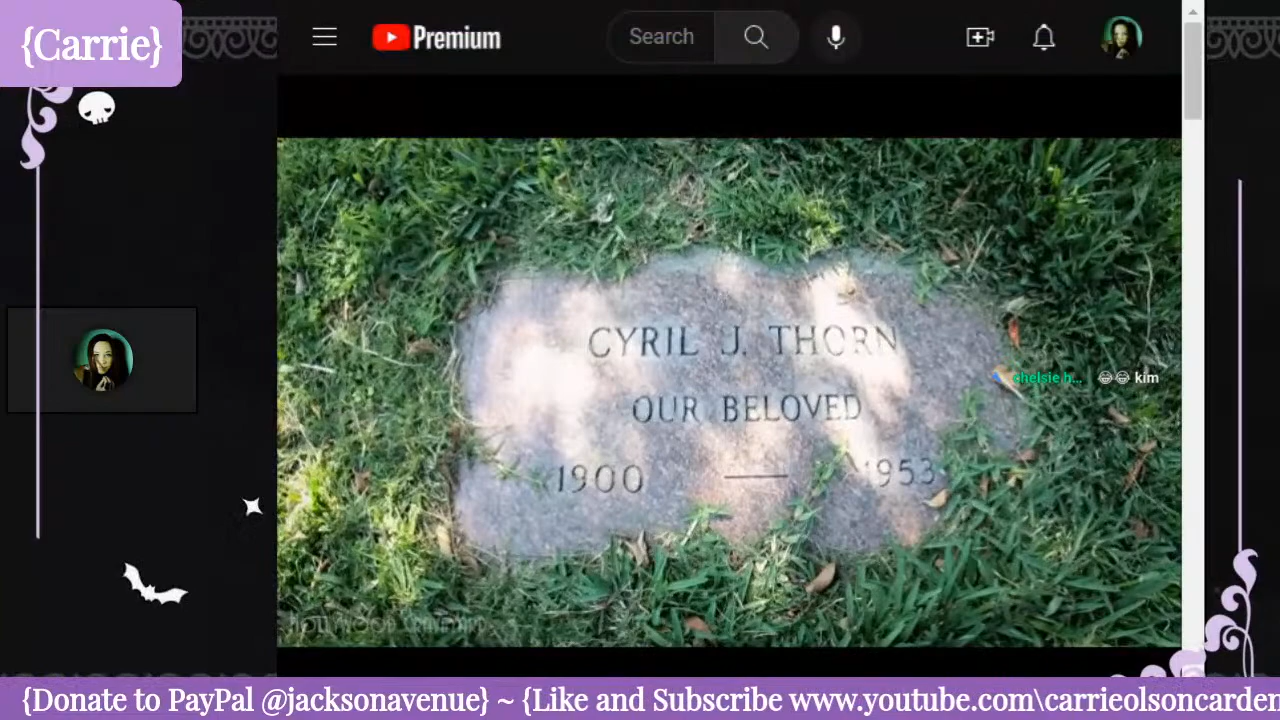 {Carrie}
Premium
Search
CYRIL J. THORN
OUR BELOVED
1900 — 1953
chelsie h... 😂😂 kim
{Donate to PayPal @jacksonavenue} ~ {Like and Subscribe www.youtube.com\carrieolsoncarden